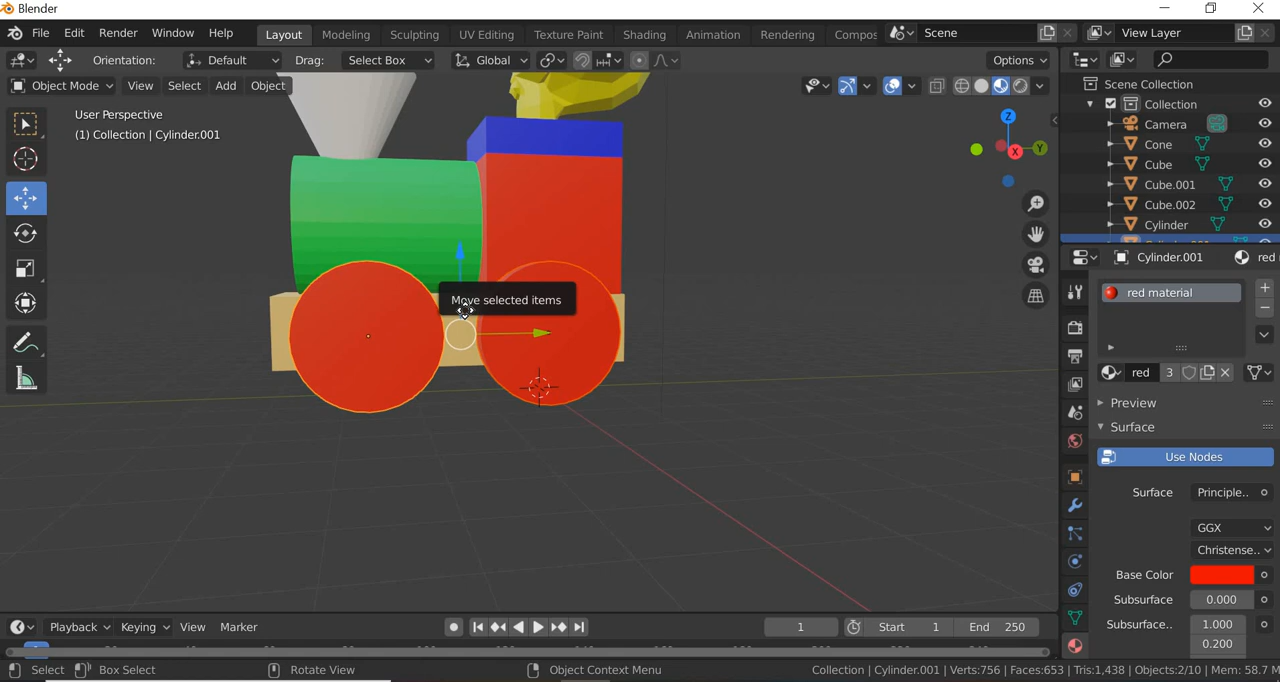 Blender
File Edit Render Window Help Layout Modeling Sculpting UV Editing Texture Paint Shading Animation Rendering Compos Scene View Layer
Orientation: Default Drag: Select Box Global Options
Object Mode View Select Add Object
User Perspective
(1) Collection | Cylinder.001
Z
X
Y
Move selected items
Scene Collection
Collection
Camera
Cone
Cube
Cube.001
Cube.002
Cylinder
Cylinder.001 red
red material
red 3
Preview
Surface
Use Nodes
Surface Principle..
GGX
Christense..
Base Color
Subsurface 0.000
Subsurface.. 1.000
0.200
Playback Keying View Marker 1 Start 1 End 250
Select Box Select Rotate View Object Context Menu Collection | Cylinder.001 | Verts:756 | Faces:653 | Tris:1,438 | Objects:2/10 | Mem: 58.7 M